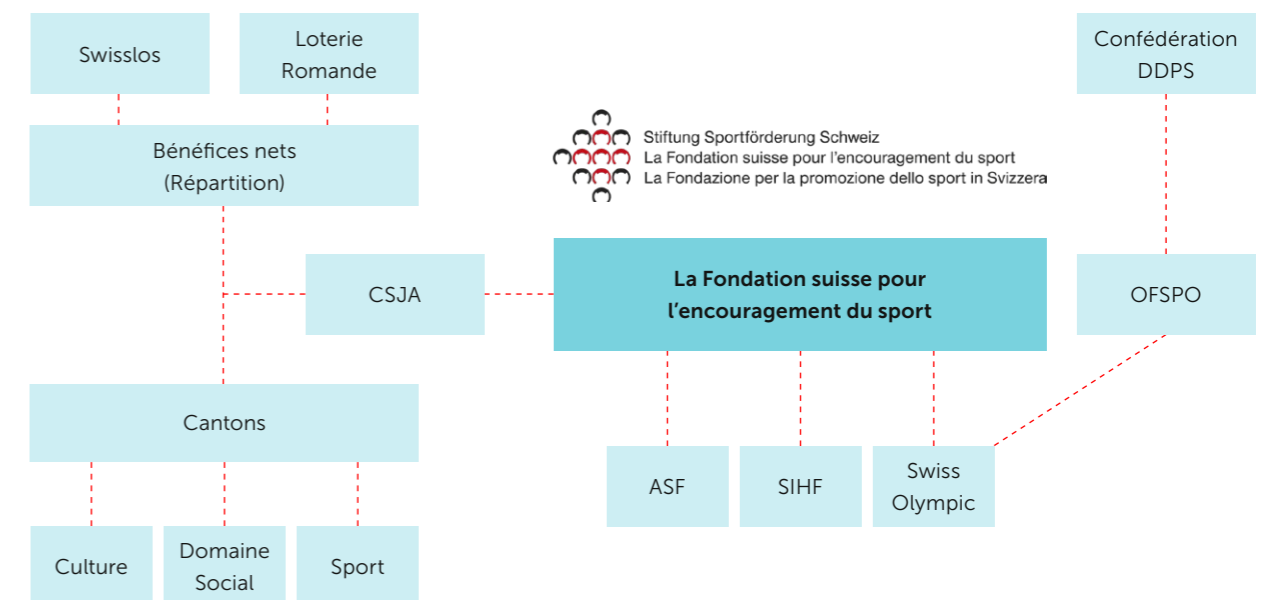 Swisslos
Loterie
Romande
Confédération
DDPS
Bénéfices nets
(Répartition)
Stiftung Sportförderung Schweiz
La Fondation suisse pour l'encouragement du sport
La Fondazione per la promozione dello sport in Svizzera
CSJA
La Fondation suisse pour
l’encouragement du sport
OFSPO
Cantons
ASF
SIHF
Swiss
Olympic
Culture
Domaine
Social
Sport